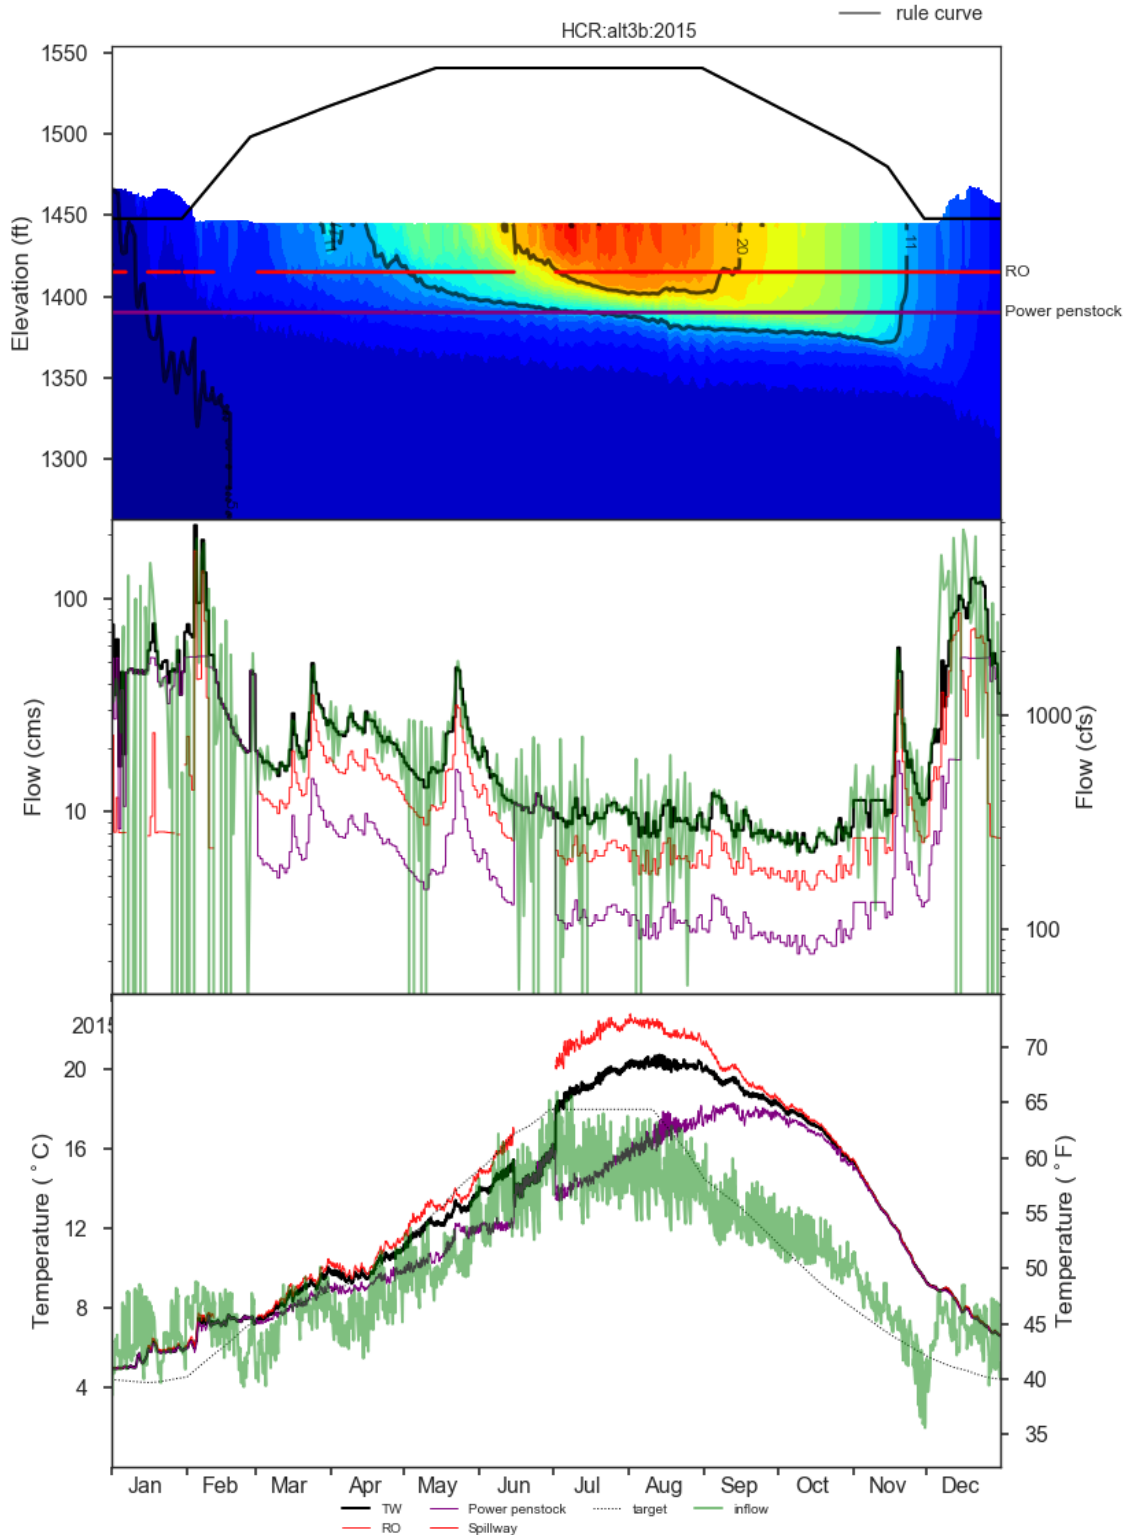 rule curve
HCR:alt3b:2015
1550
1500
1450
1400
1350
1300
Elevation (ft)
11
20
11
RO
Power penstock
100
10
Flow (cms)
1000
100
Flow (cfs)
2015
20
16
12
8
4
Temperature (°C)
70
65
60
55
50
45
40
35
Temperature (°F)
Jan Feb Mar Apr May Jun Jul Aug Sep Oct Nov Dec
TW Power penstock target inflow
RO Spillway